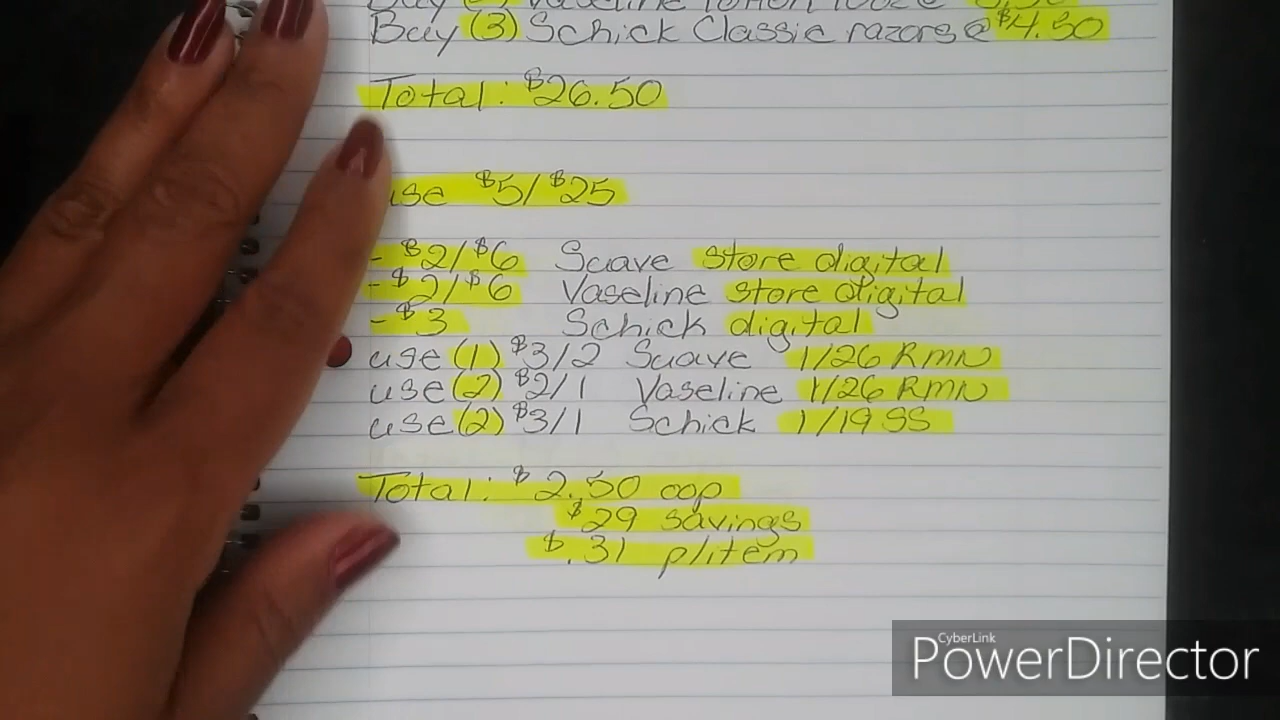 Buy (3) Schick Classic razors @ $4.50
Total: $26.50
use $5/$25
- $2/$6 Suave store digital
- $2/$6 Vaseline store digital
- $3 Schick digital
use (1) $3/2 Suave 1/26 RMN
use (2) $2/1 Vaseline 1/26 RMN
use (2) $3/1 Schick 1/19 SS
Total: $2.50 oop
$29 savings
$.31 p/item
CyberLink
PowerDirector